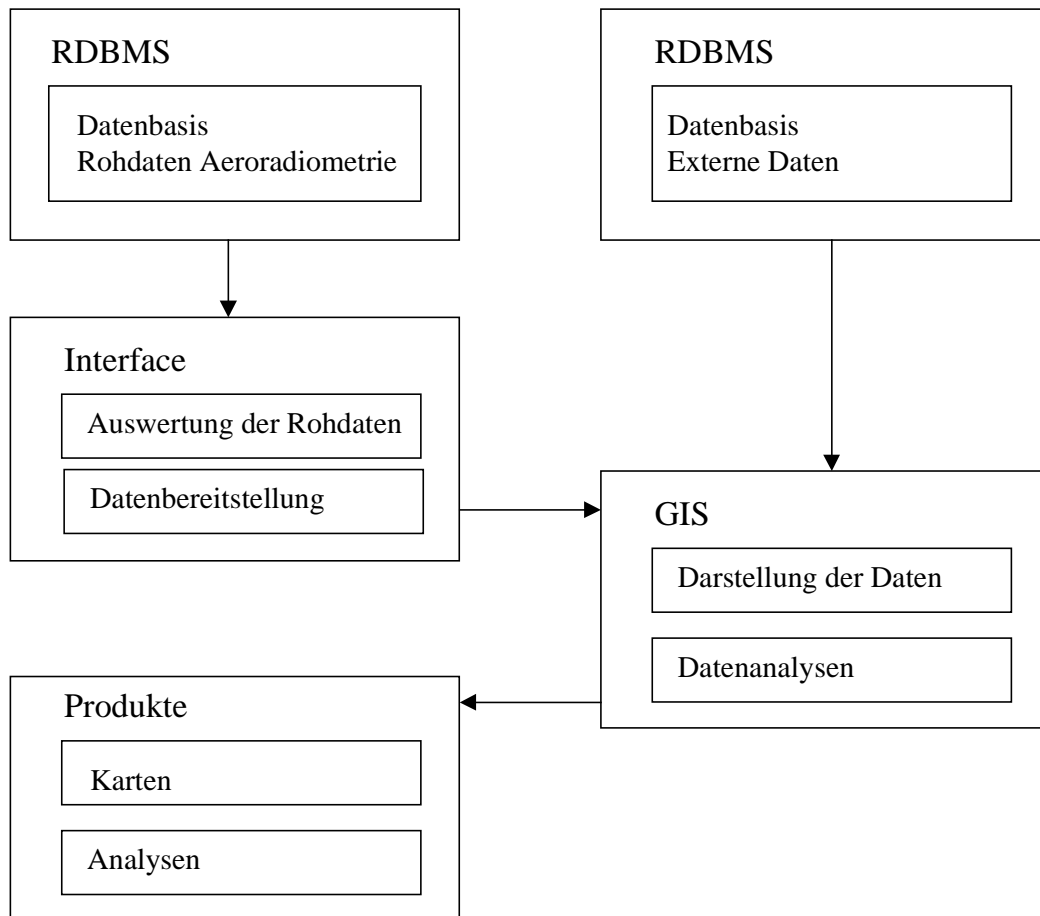 RDBMS
Datenbasis
Rohdaten Aeroradiometrie
RDBMS
Datenbasis
Externe Daten
Interface
Auswertung der Rohdaten
Datenbereitstellung
GIS
Darstellung der Daten
Datenanalysen
Produkte
Karten
Analysen